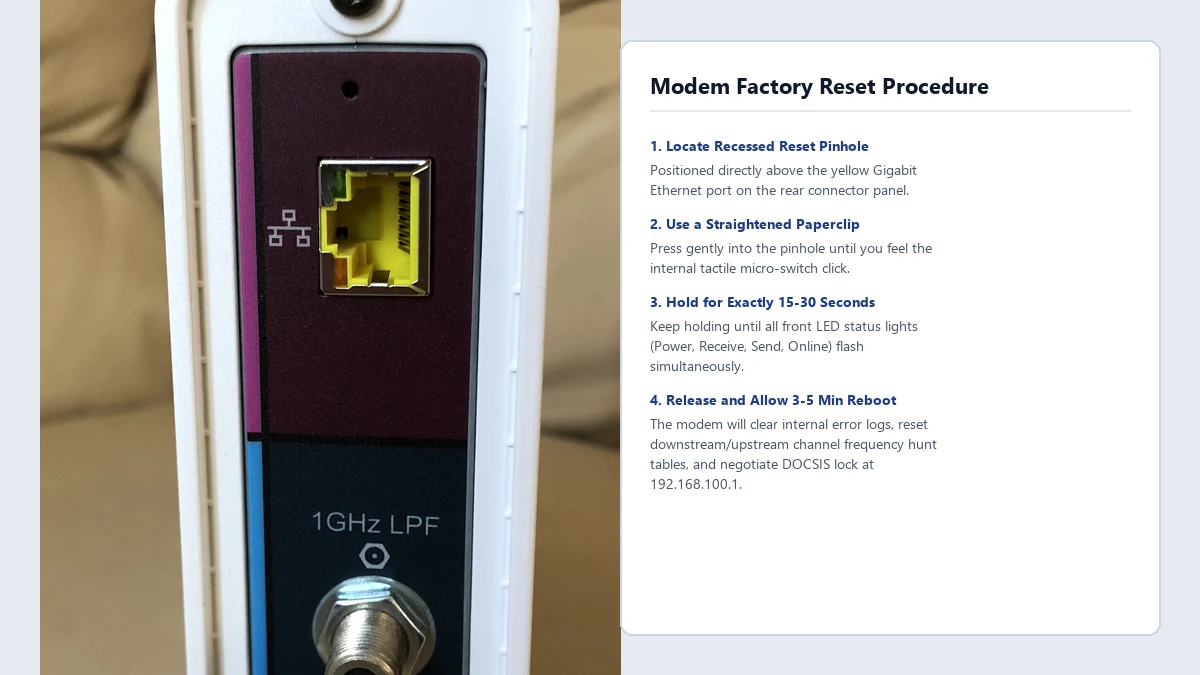 1GHz LPF
Modem Factory Reset Procedure
1. Locate Recessed Reset Pinhole
Positioned directly above the yellow Gigabit
Ethernet port on the rear connector panel.
2. Use a Straightened Paperclip
Press gently into the pinhole until you feel the
internal tactile micro-switch click.
3. Hold for Exactly 15-30 Seconds
Keep holding until all front LED status lights
(Power, Receive, Send, Online) flash
simultaneously.
4. Release and Allow 3-5 Min Reboot
The modem will clear internal error logs, reset
downstream/upstream channel frequency hunt
tables, and negotiate DOCSIS lock at
192.168.100.1.